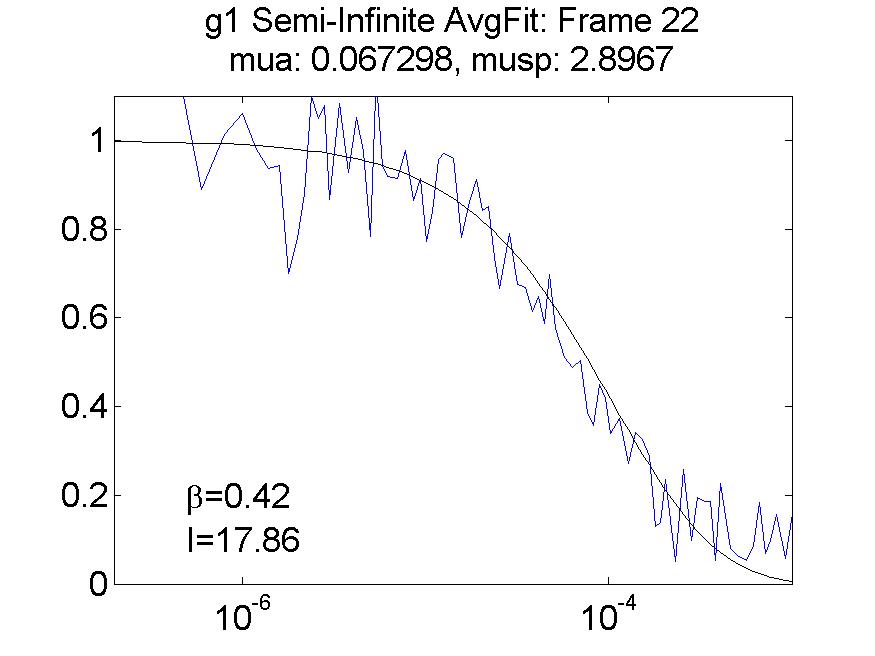 g1 Semi-Infinite AvgFit: Frame 22
mua: 0.067298, musp: 2.8967
1
0.8
0.6
0.4
0.2
0
β=0.42
I=17.86
10^-6
10^-4